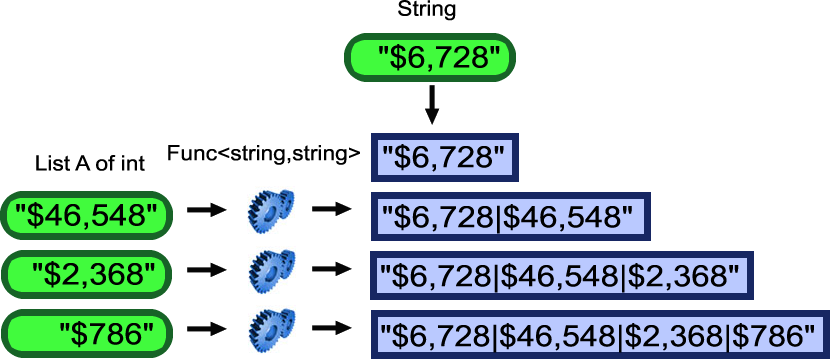 String
"$6,728"
Func<string,string>
"$6,728"
List A of int
"$46,548"
"$6,728|$46,548"
"$2,368"
"$6,728|$46,548|$2,368"
"$786"
"$6,728|$46,548|$2,368|$786"